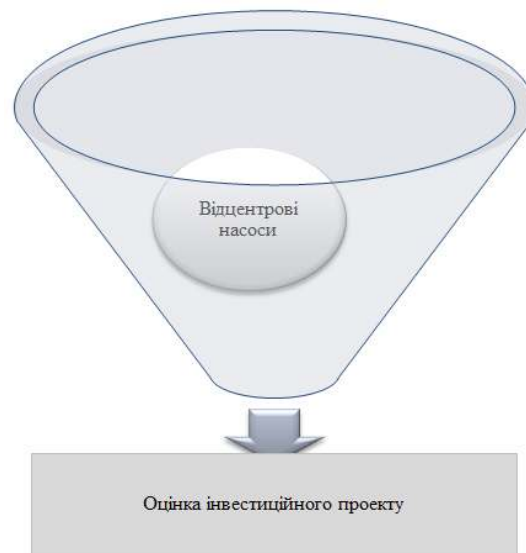 Відцентрові
насоси
Оцінка інвестиційного проекту